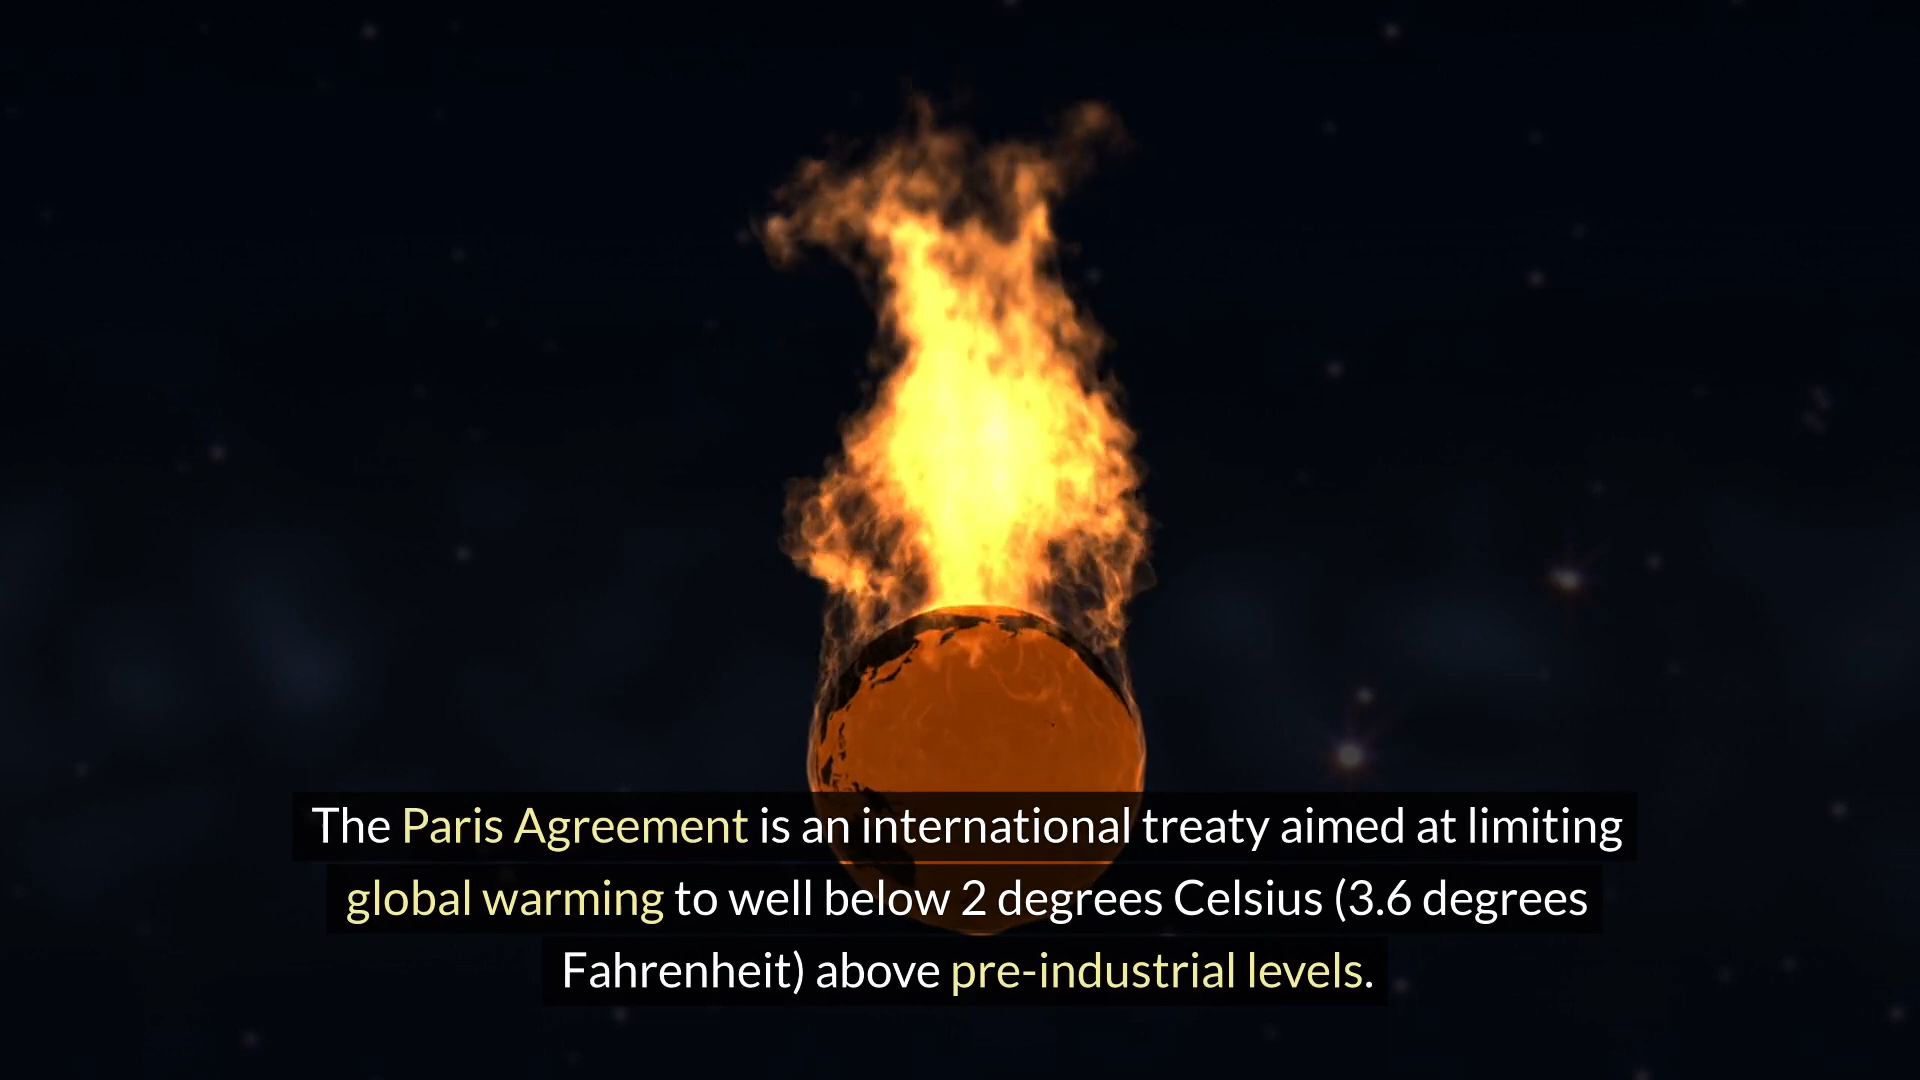 The Paris Agreement is an international treaty aimed at limiting
global warming to well below 2 degrees Celsius (3.6 degrees
Fahrenheit) above pre-industrial levels.